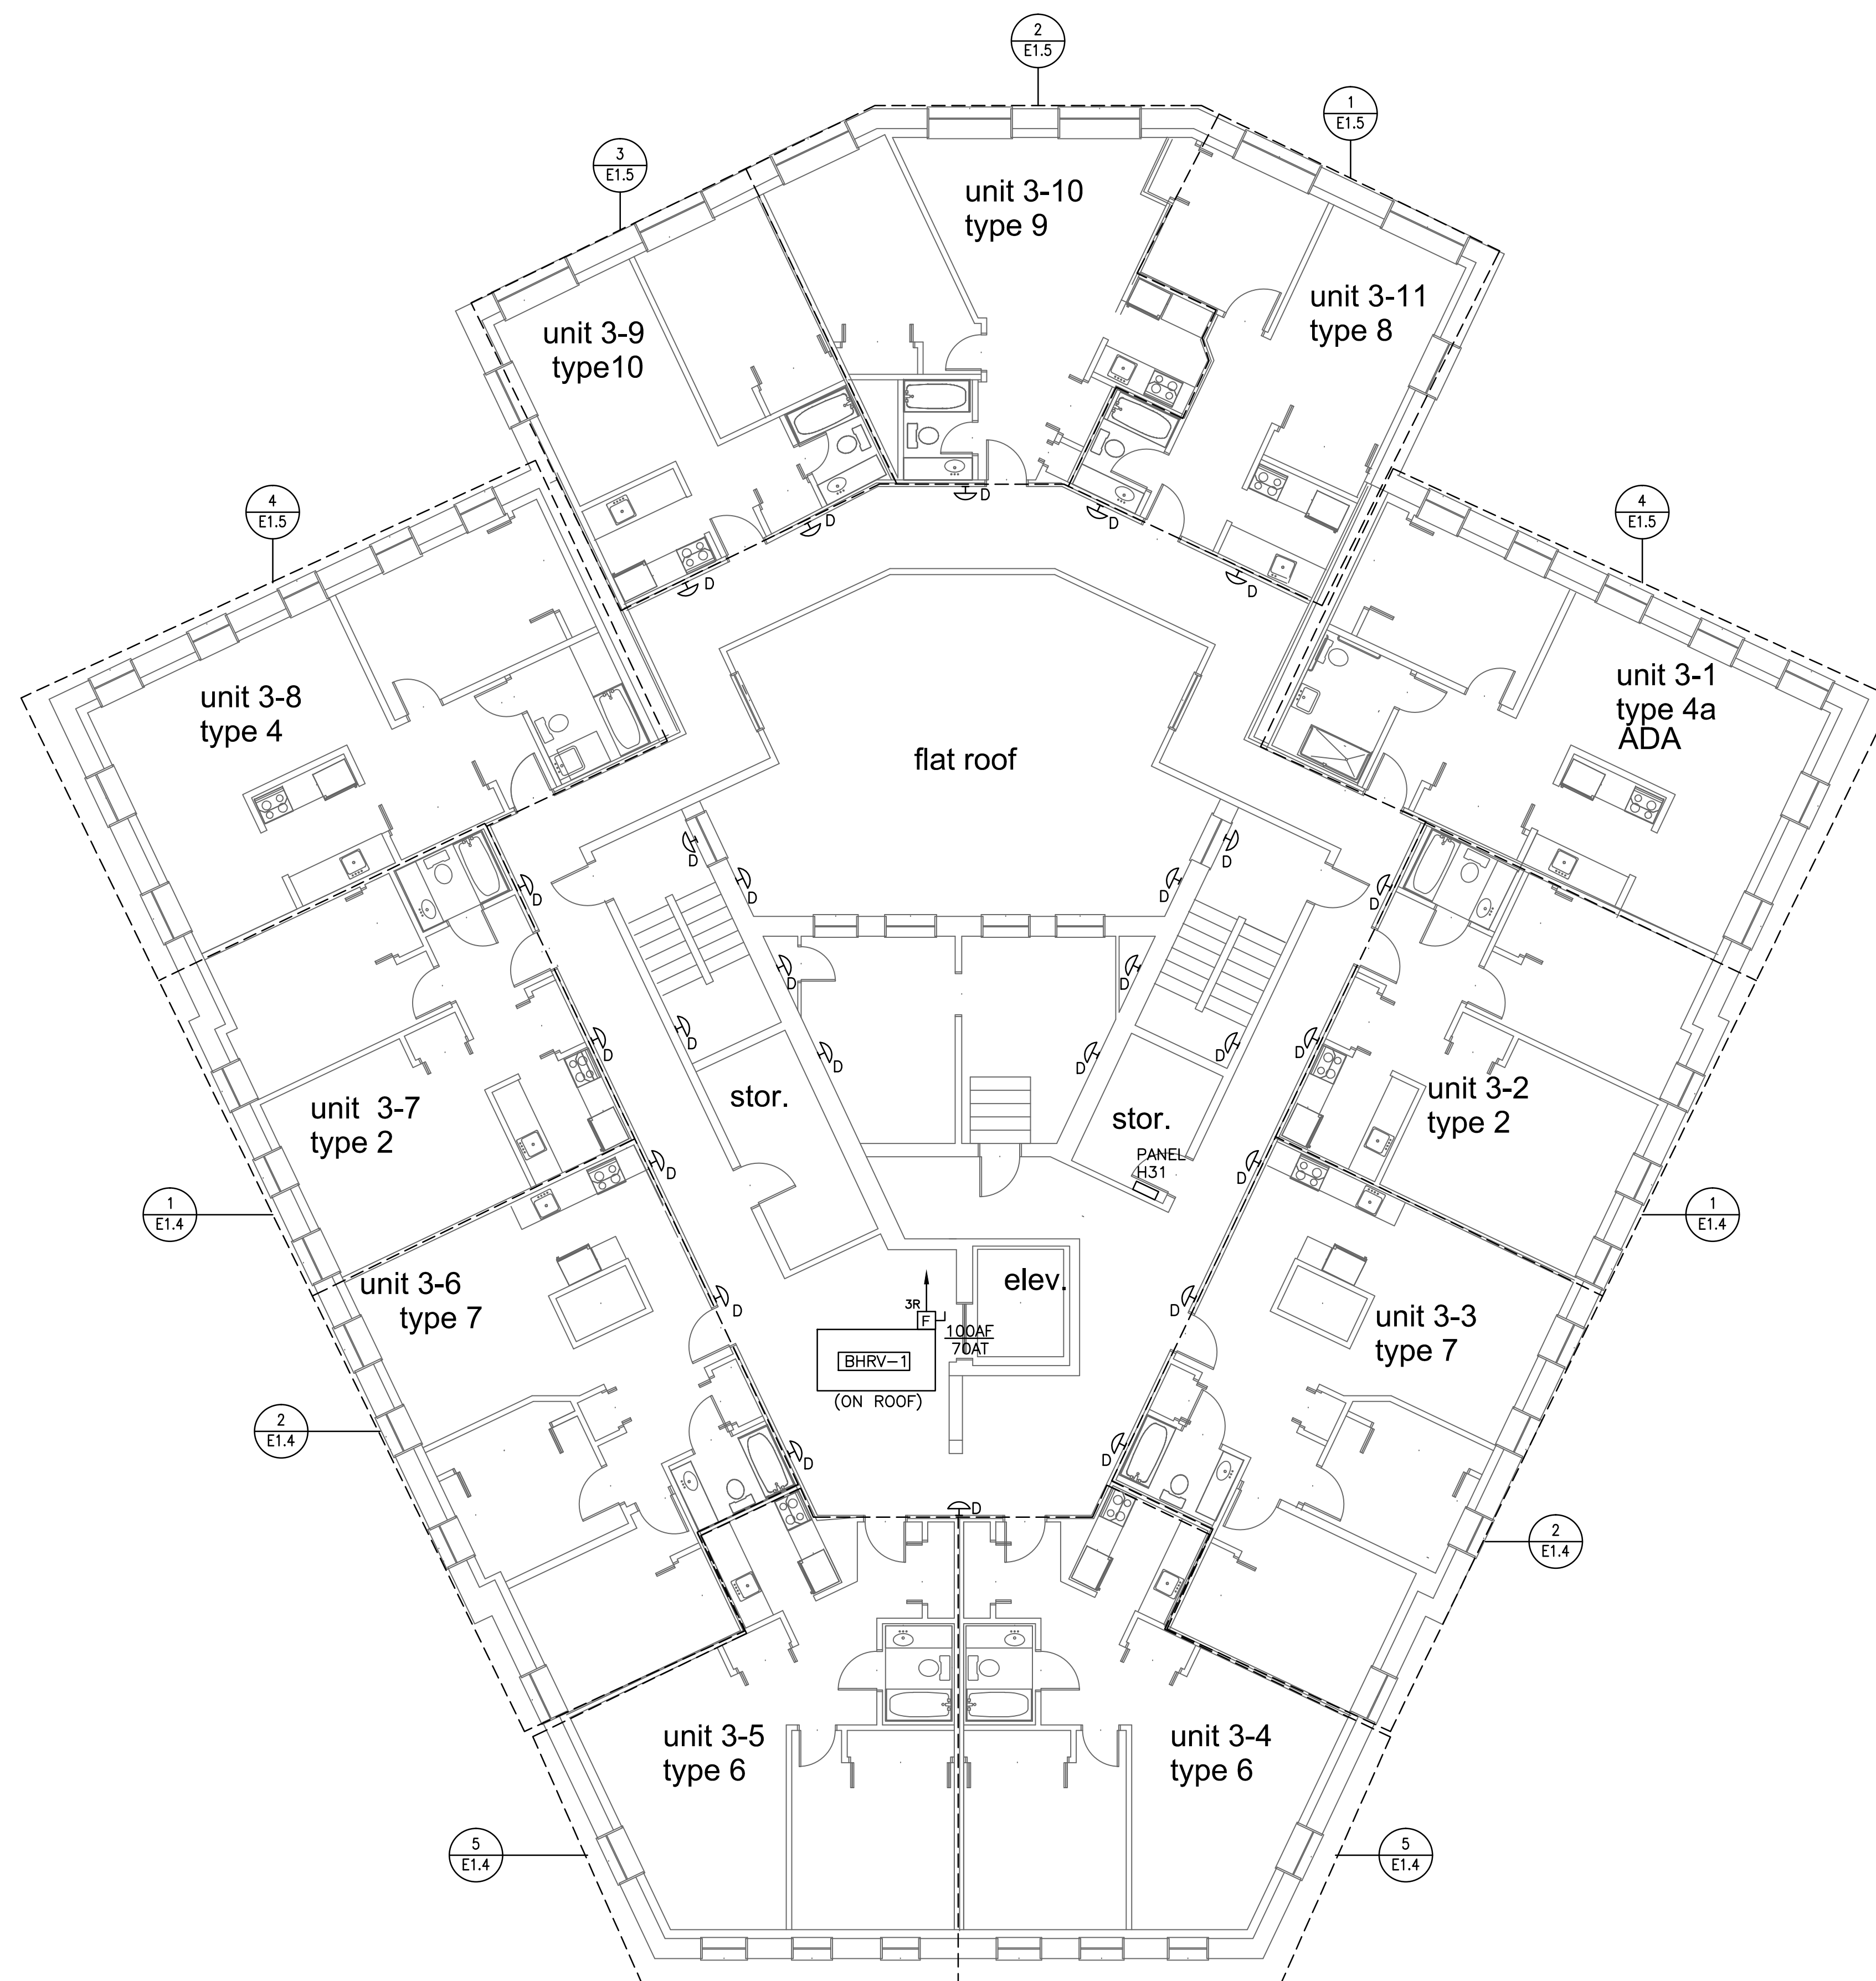 2
E1.5
1
E1.5
3
E1.5
unit 3-10
type 9
unit 3-11
type 8
unit 3-9
type10
4
E1.5
4
E1.5
D
D
D
D
D
unit 3-8
type 4
unit 3-1
type 4a
ADA
flat roof
D
D
D
D
D
D
D
D
D
D
D
D
D
D
unit 3-7
type 2
stor.
stor.
unit 3-2
type 2
PANEL
H31
D
D
1
E1.4
1
E1.4
unit 3-6
type 7
elev.
D
D
3R
F
J
100AF
70AT
BHRV-1
(ON ROOF)
unit 3-3
type 7
2
E1.4
D
D
D
2
E1.4
unit 3-5
type 6
unit 3-4
type 6
5
E1.4
5
E1.4